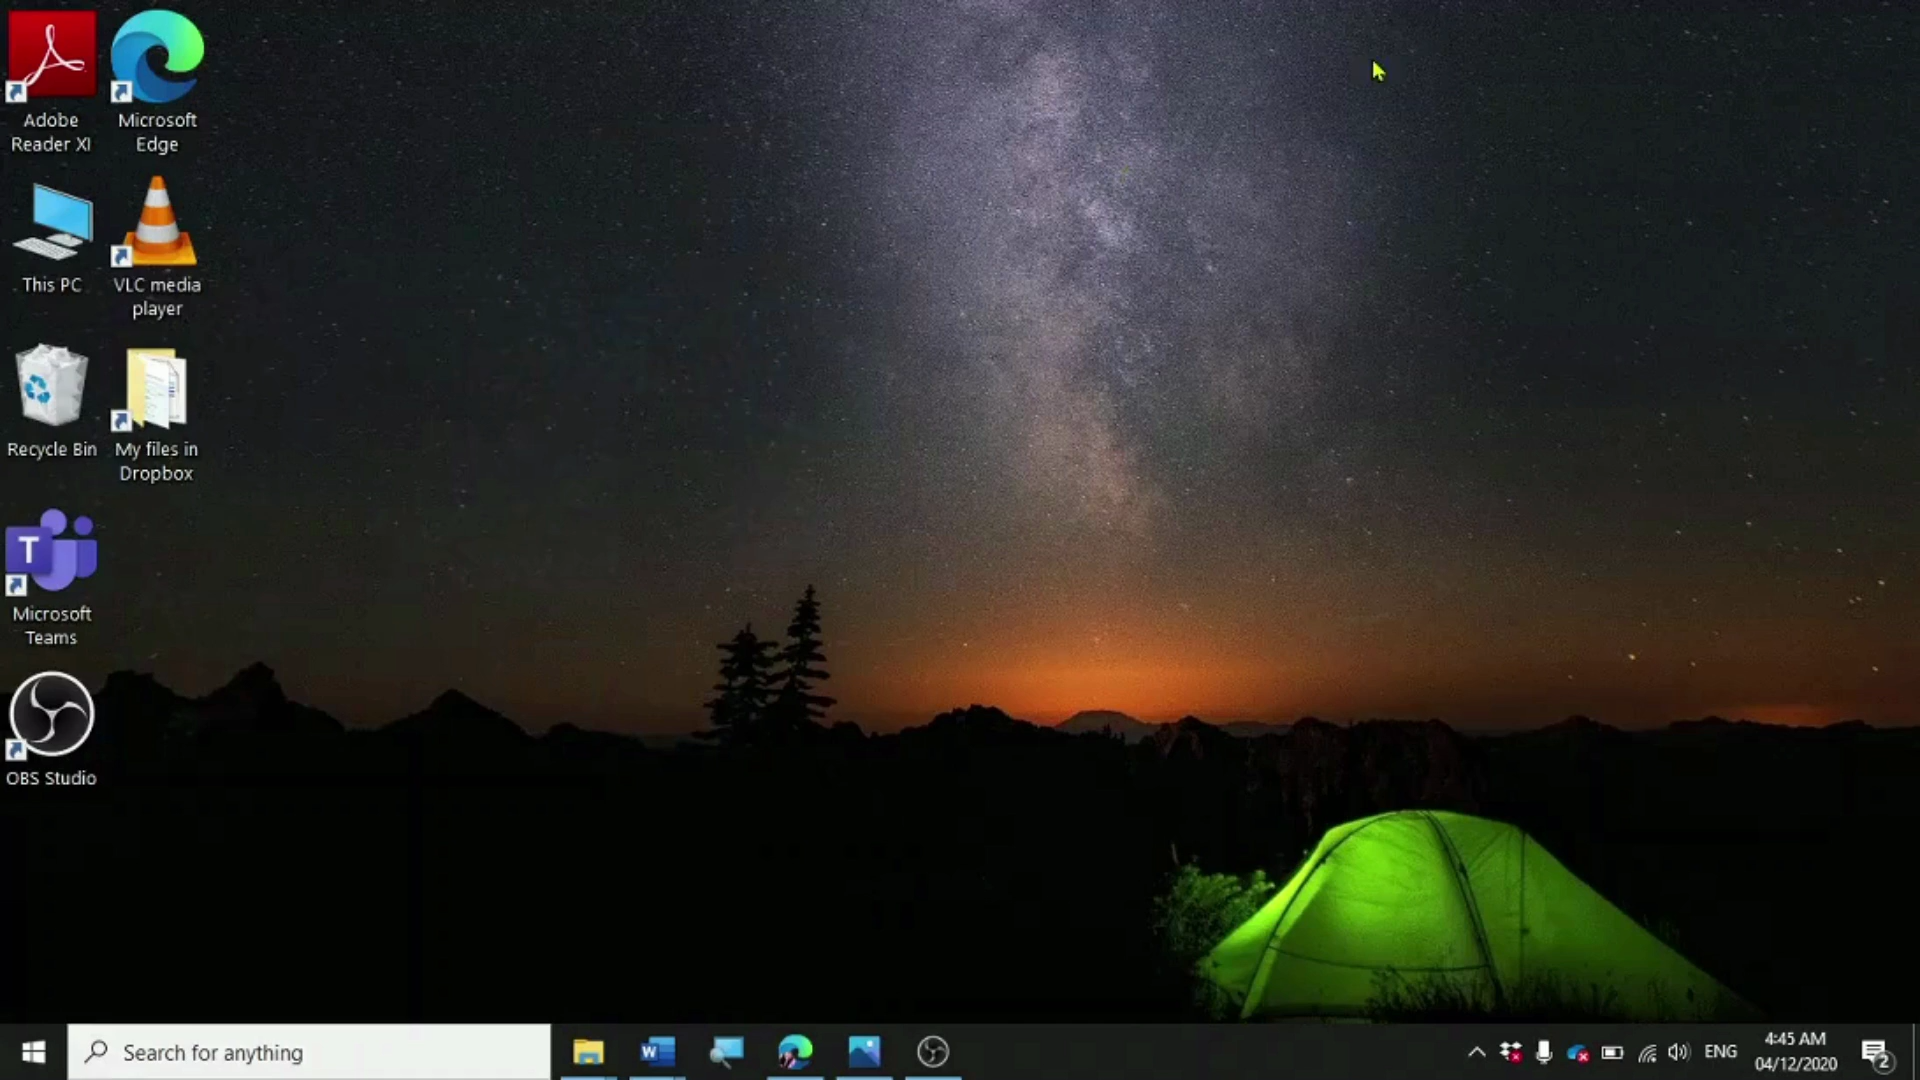 Adobe
Reader XI
Microsoft
Edge
This PC
VLC media
player
Recycle Bin
My files in
Dropbox
T
Microsoft
Teams
OBS Studio
Search for anything
W
ENG
4:45 AM
04/12/2020
2